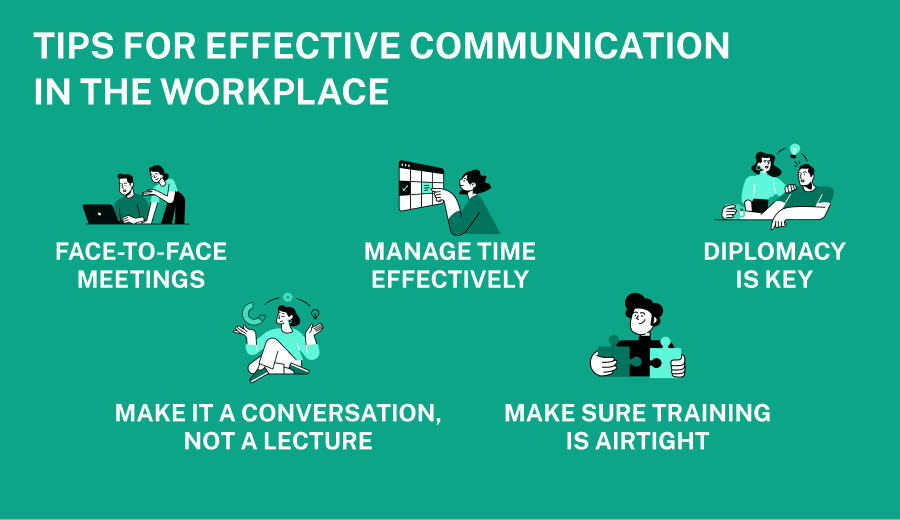 TIPS FOR EFFECTIVE COMMUNICATION
IN THE WORKPLACE
FACE-TO-FACE
MEETINGS
MANAGE TIME
EFFECTIVELY
DIPLOMACY
IS KEY
MAKE IT A CONVERSATION,
NOT A LECTURE
MAKE SURE TRAINING
IS AIRTIGHT